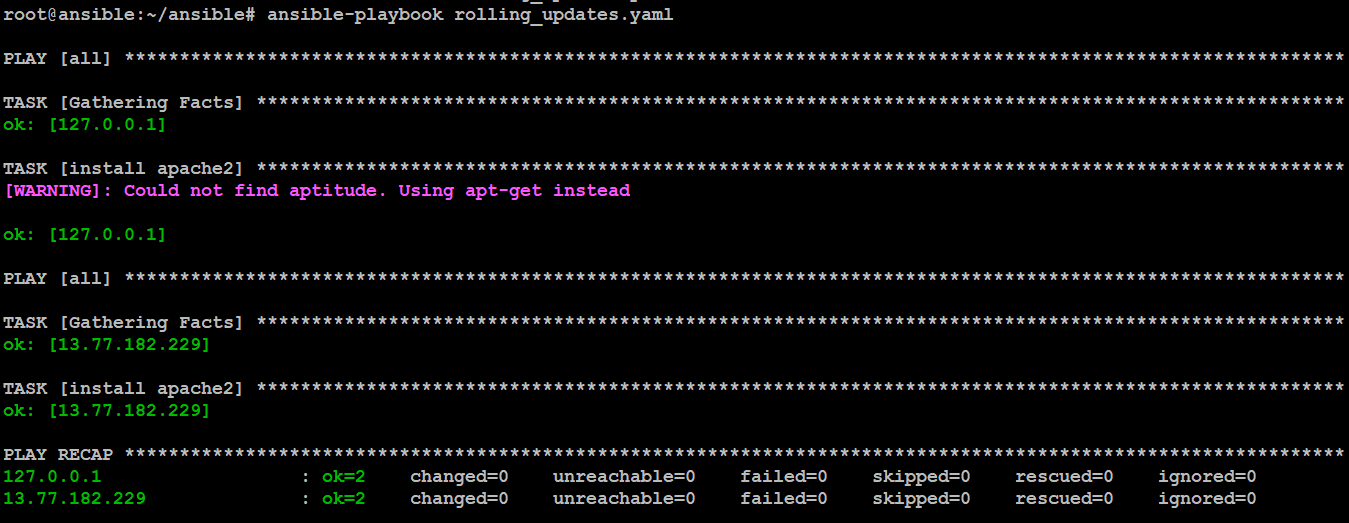 root@ansible:~/ansible# ansible-playbook rolling_updates.yaml
PLAY [all] ***************************************************************************************************************
TASK [Gathering Facts] ***************************************************************************************************
ok: [127.0.0.1]
TASK [install apache2] ***************************************************************************************************
[WARNING]: Could not find aptitude. Using apt-get instead
ok: [127.0.0.1]
PLAY [all] ***************************************************************************************************************
TASK [Gathering Facts] ***************************************************************************************************
ok: [13.77.182.229]
TASK [install apache2] ***************************************************************************************************
ok: [13.77.182.229]
PLAY RECAP ***************************************************************************************************************
127.0.0.1                  : ok=2    changed=0    unreachable=0    failed=0    skipped=0    rescued=0    ignored=0
13.77.182.229              : ok=2    changed=0    unreachable=0    failed=0    skipped=0    rescued=0    ignored=0